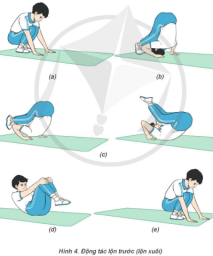 (a)
(b)
(c)
(d)
(e)
Hình 4. Động tác lộn trước (lộn xuôi)